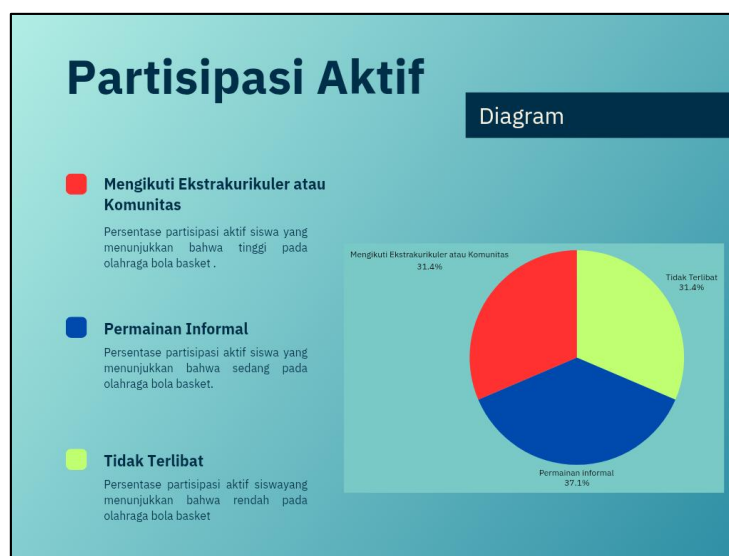 Partisipasi Aktif
Diagram
Mengikuti Ekstrakurikuler atau
Komunitas
Persentase partisipasi aktif siswa yang
menunjukkan bahwa tinggi pada
olahraga bola basket .
Permainan Informal
Persentase partisipasi aktif siswa yang
menunjukkan bahwa sedang pada
olahraga bola basket.
Tidak Terlibat
Persentase partisipasi aktif siswayang
menunjukkan bahwa rendah pada
olahraga bola basket
Mengikuti Ekstrakurikuler atau Komunitas
31.4%
Tidak Terlibat
31.4%
Permainan informal
37.1%